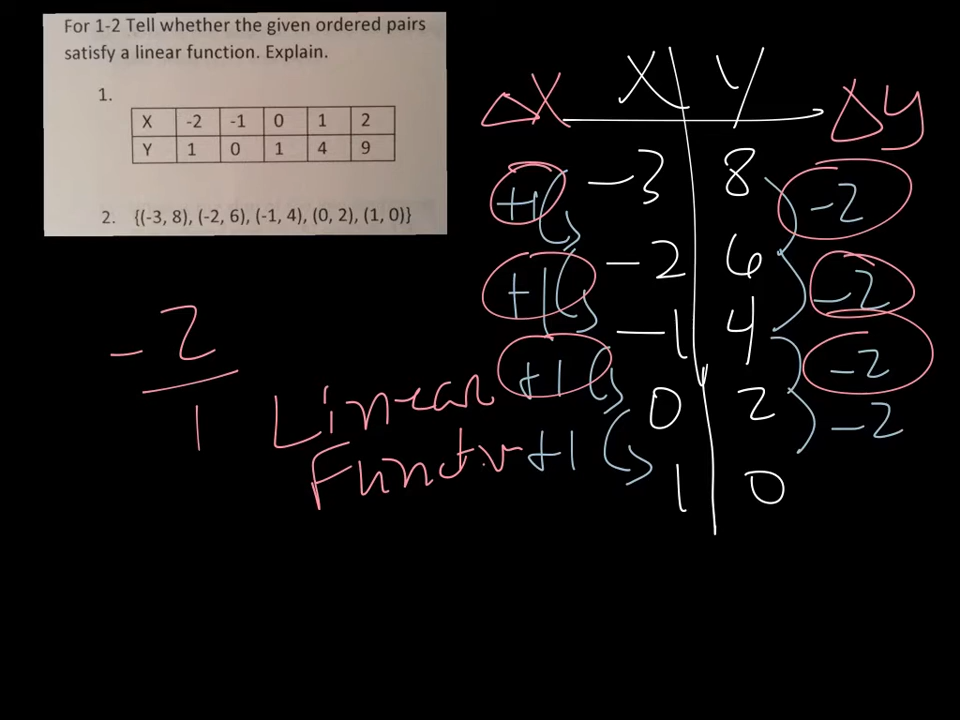 For 1-2 Tell whether the given ordered pairs
satisfy a linear function. Explain.
1.
X -2 -1 0 1 2
Y 1 0 1 4 9
2. {(-3, 8), (-2, 6), (-1, 4), (0, 2), (1, 0)}
ΔX X Y ΔY
-3 8
+1 -2
-2 6
+1 -2
-1 4
+1 -2
0 2
+1 -2
1 0
-2
1
Linear
Functi